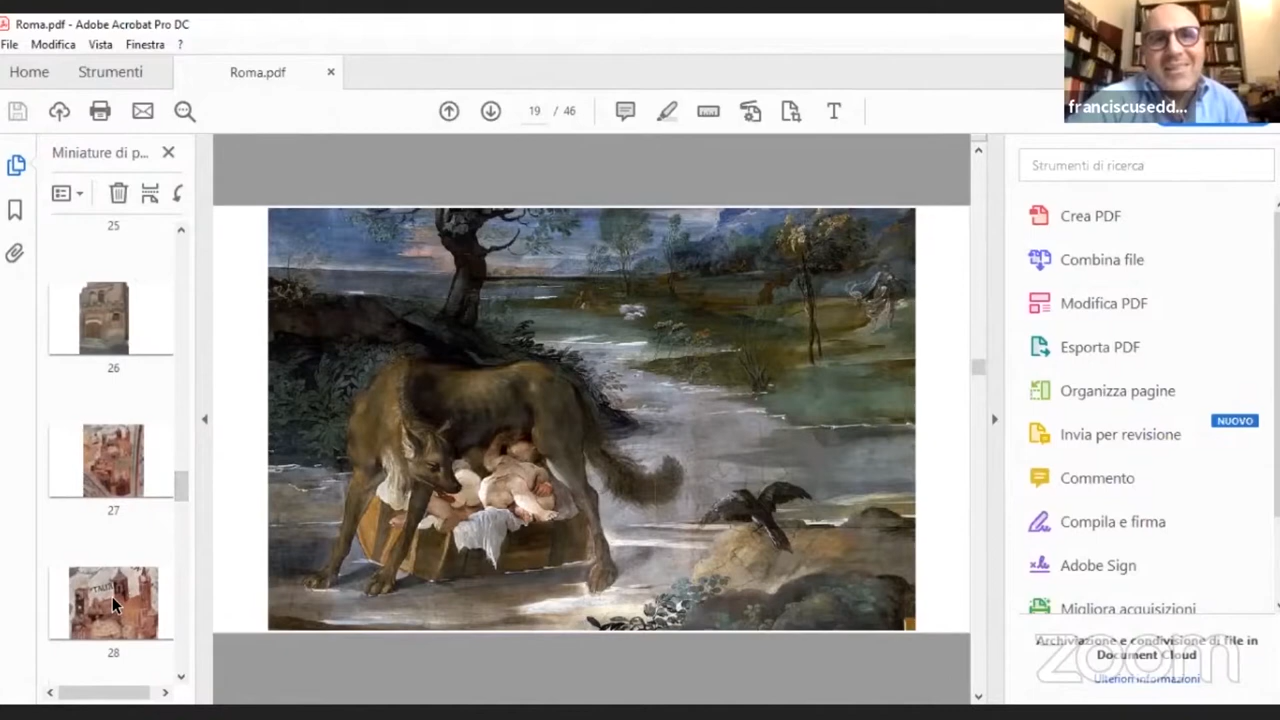 Roma.pdf - Adobe Acrobat Pro DC
File Modifica Vista Finestra ?
Home Strumenti Roma.pdf ×
19 / 46
franciscusedd...
Miniature di p... ×
25
26
27
28
Strumenti di ricerca
Crea PDF
Combina file
Modifica PDF
Esporta PDF
Organizza pagine
NUOVO
Invia per revisione
Commento
Compila e firma
Adobe Sign
Migliora acquisizioni
Archiviazione e condivisione di file in
Document Cloud
Ulteriori informazioni
zoom